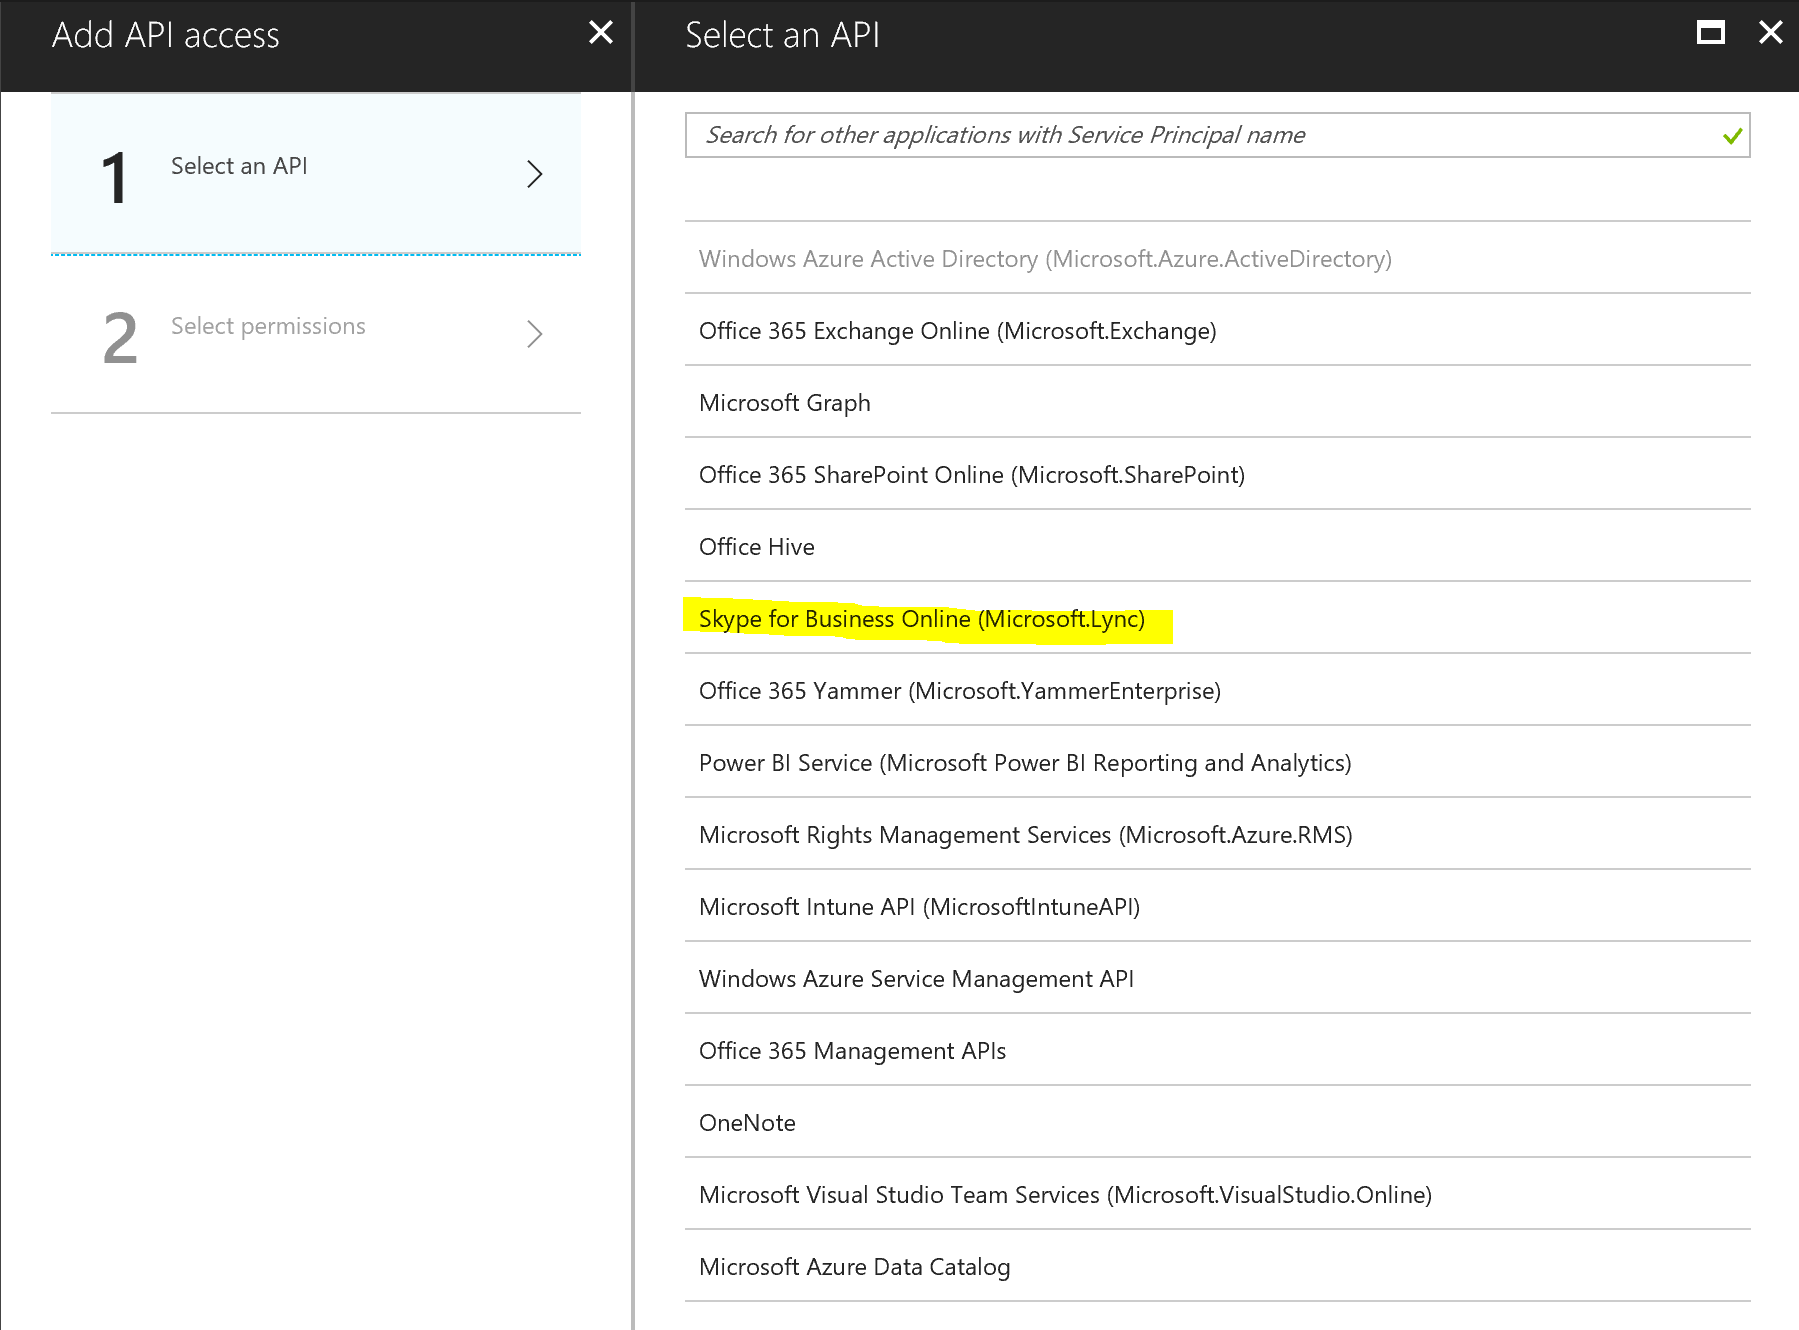 Add API access
1
Select an API
2
Select permissions
Select an API
Search for other applications with Service Principal name
Windows Azure Active Directory (Microsoft.Azure.ActiveDirectory)
Office 365 Exchange Online (Microsoft.Exchange)
Microsoft Graph
Office 365 SharePoint Online (Microsoft.SharePoint)
Office Hive
Skype for Business Online (Microsoft.Lync)
Office 365 Yammer (Microsoft.YammerEnterprise)
Power BI Service (Microsoft Power BI Reporting and Analytics)
Microsoft Rights Management Services (Microsoft.Azure.RMS)
Microsoft Intune API (MicrosoftIntuneAPI)
Windows Azure Service Management API
Office 365 Management APIs
OneNote
Microsoft Visual Studio Team Services (Microsoft.VisualStudio.Online)
Microsoft Azure Data Catalog